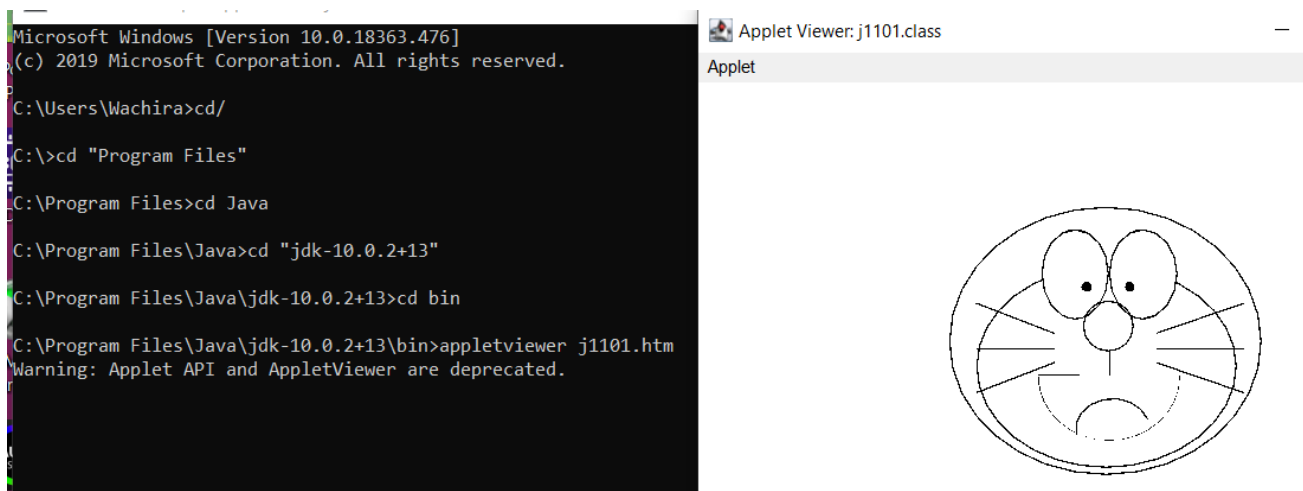 Microsoft Windows [Version 10.0.18363.476]
(c) 2019 Microsoft Corporation. All rights reserved.
C:\Users\Wachira>cd/
C:\>cd "Program Files"
C:\Program Files>cd Java
C:\Program Files\Java>cd "jdk-10.0.2+13"
C:\Program Files\Java\jdk-10.0.2+13>cd bin
C:\Program Files\Java\jdk-10.0.2+13\bin>appletviewer j1101.htm
Warning: Applet API and AppletViewer are deprecated.
Applet Viewer: j1101.class
Applet